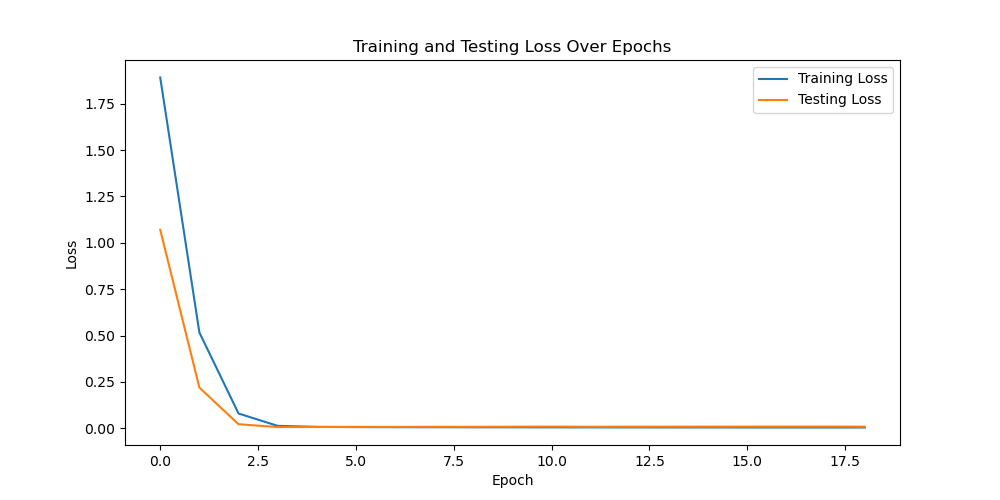 Training and Testing Loss Over Epochs
Training Loss
Testing Loss
1.75
1.50
1.25
1.00
0.75
0.50
0.25
0.00
Loss
0.0 2.5 5.0 7.5 10.0 12.5 15.0 17.5
Epoch